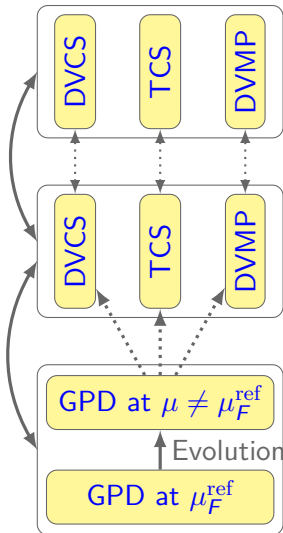 DVCS TCS DVMP
DVCS TCS DVMP
GPD at μ ≠ μ_F^ref
Evolution
GPD at μ_F^ref